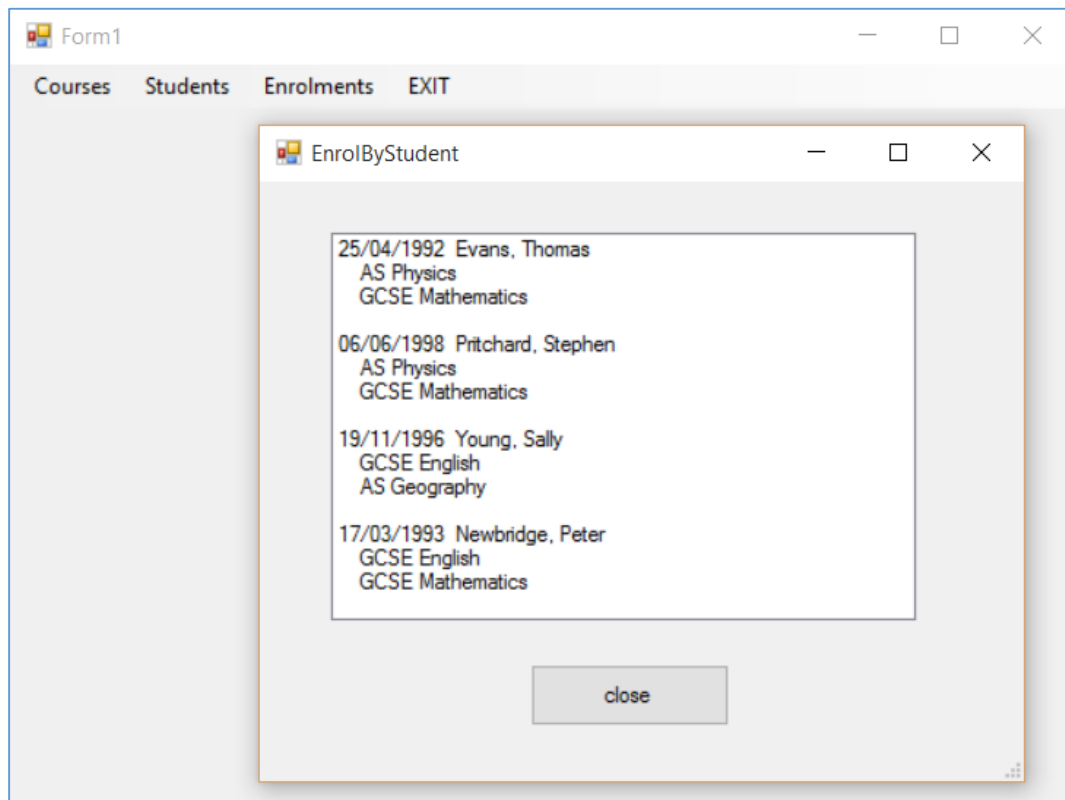 Form1
Courses Students Enrolments EXIT
EnrolByStudent
25/04/1992 Evans, Thomas
AS Physics
GCSE Mathematics
06/06/1998 Pritchard, Stephen
AS Physics
GCSE Mathematics
19/11/1996 Young, Sally
GCSE English
AS Geography
17/03/1993 Newbridge, Peter
GCSE English
GCSE Mathematics
close